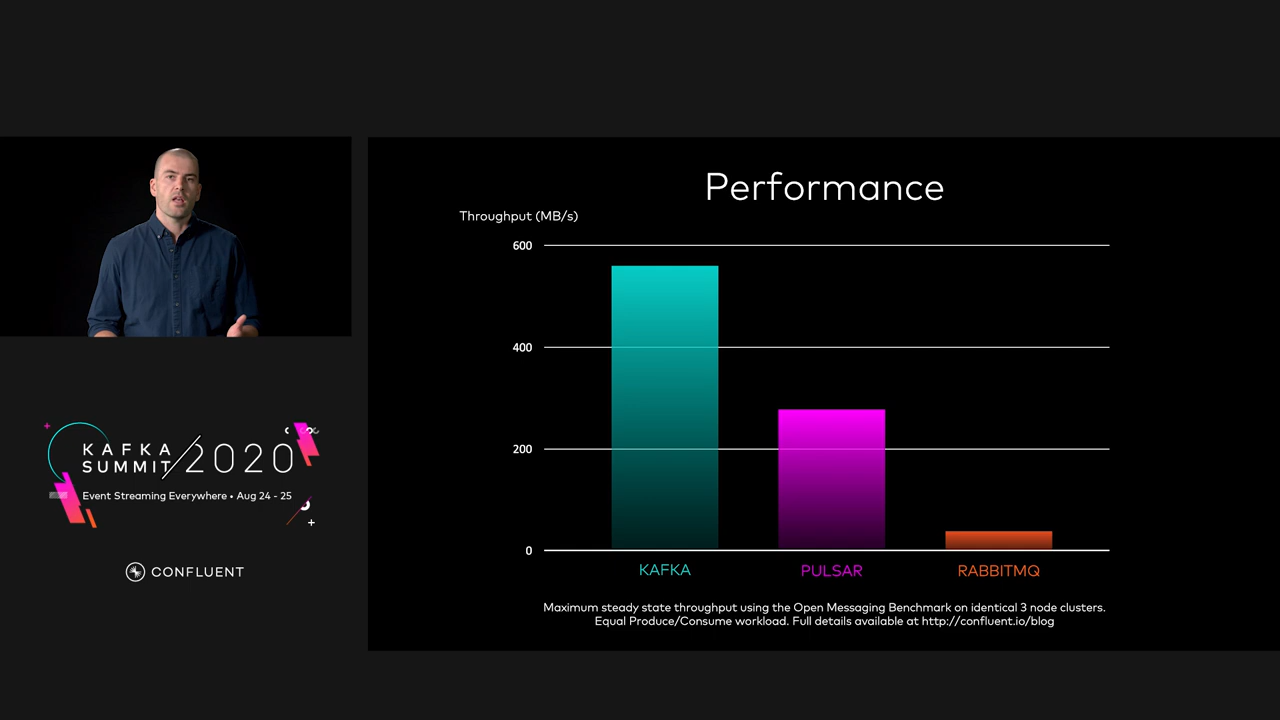 Performance
Throughput (MB/s)
600
400
200
0
KAFKA
PULSAR
RABBITMQ
Maximum steady state throughput using the Open Messaging Benchmark on identical 3 node clusters.
Equal Produce/Consume workload. Full details available at http://confluent.io/blog
KAFKA
SUMMIT/2020
Event Streaming Everywhere • Aug 24 - 25
CONFLUENT